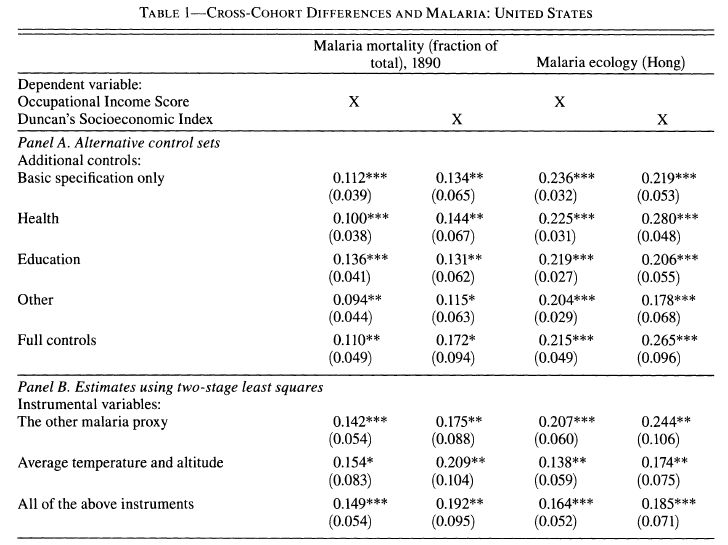 TABLE 1—CROSS-COHORT DIFFERENCES AND MALARIA: UNITED STATES
Malaria mortality (fraction of total), 1890 Malaria ecology (Hong)
Dependent variable:
Occupational Income Score X X
Duncan's Socioeconomic Index X X
Panel A. Alternative control sets
Additional controls:
Basic specification only 0.112*** 0.134** 0.236*** 0.219***
(0.039) (0.065) (0.032) (0.053)
Health 0.100*** 0.144** 0.225*** 0.280***
(0.038) (0.067) (0.031) (0.048)
Education 0.136*** 0.131** 0.219*** 0.206***
(0.041) (0.062) (0.027) (0.055)
Other 0.094** 0.115* 0.204*** 0.178***
(0.044) (0.063) (0.029) (0.068)
Full controls 0.110** 0.172* 0.215*** 0.265***
(0.049) (0.094) (0.049) (0.096)
Panel B. Estimates using two-stage least squares
Instrumental variables:
The other malaria proxy 0.142*** 0.175** 0.207*** 0.244**
(0.054) (0.088) (0.060) (0.106)
Average temperature and altitude 0.154* 0.209** 0.138** 0.174**
(0.083) (0.104) (0.059) (0.075)
All of the above instruments 0.149*** 0.192** 0.164*** 0.185***
(0.054) (0.095) (0.052) (0.071)